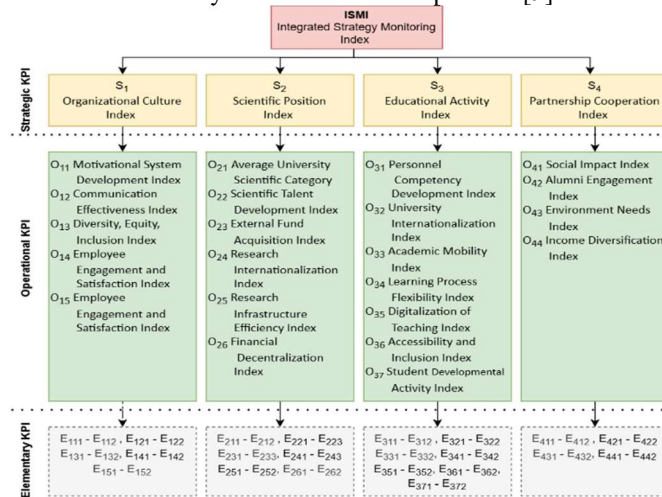 ISMI
Integrated Strategy Monitoring
Index
Strategic KPI
S1
Organizational Culture
Index
S2
Scientific Position
Index
S3
Educational Activity
Index
S4
Partnership Cooperation
Index
Operational KPI
O11 Motivational System
Development Index
O12 Communication
Effectiveness Index
O13 Diversity, Equity,
Inclusion Index
O14 Employee
Engagement and
Satisfaction Index
O15 Employee
Engagement and
Satisfaction Index
O21 Average University
Scientific Category
O22 Scientific Talent
Development Index
O23 External Fund
Acquisition Index
O24 Research
Internationalization
Index
O25 Research
Infrastructure
Efficiency Index
O26 Financial
Decentralization
Index
O31 Personnel
Competency
Development Index
O32 University
Internationalization
Index
O33 Academic Mobility
Index
O34 Learning Process
Flexibility Index
O35 Digitalization of
Teaching Index
O36 Accessibility and
Inclusion Index
O37 Student Developmental
Activity Index
O41 Social Impact Index
O42 Alumni Engagement
Index
O43 Environment Needs
Index
O44 Income Diversification
Index
Elementary KPI
E111 - E112, E121 - E122
E131 - E132, E141 - E142
E151 - E152
E211 - E212, E221 - E223
E231 - E233, E241 - E243
E251 - E252, E261 - E262
E311 - E312, E321 - E322
E331 - E332, E341 - E342
E351 - E352, E361 - E362,
E371 - E372
E411 - E412, E421 - E422
E431 - E432, E441 - E442